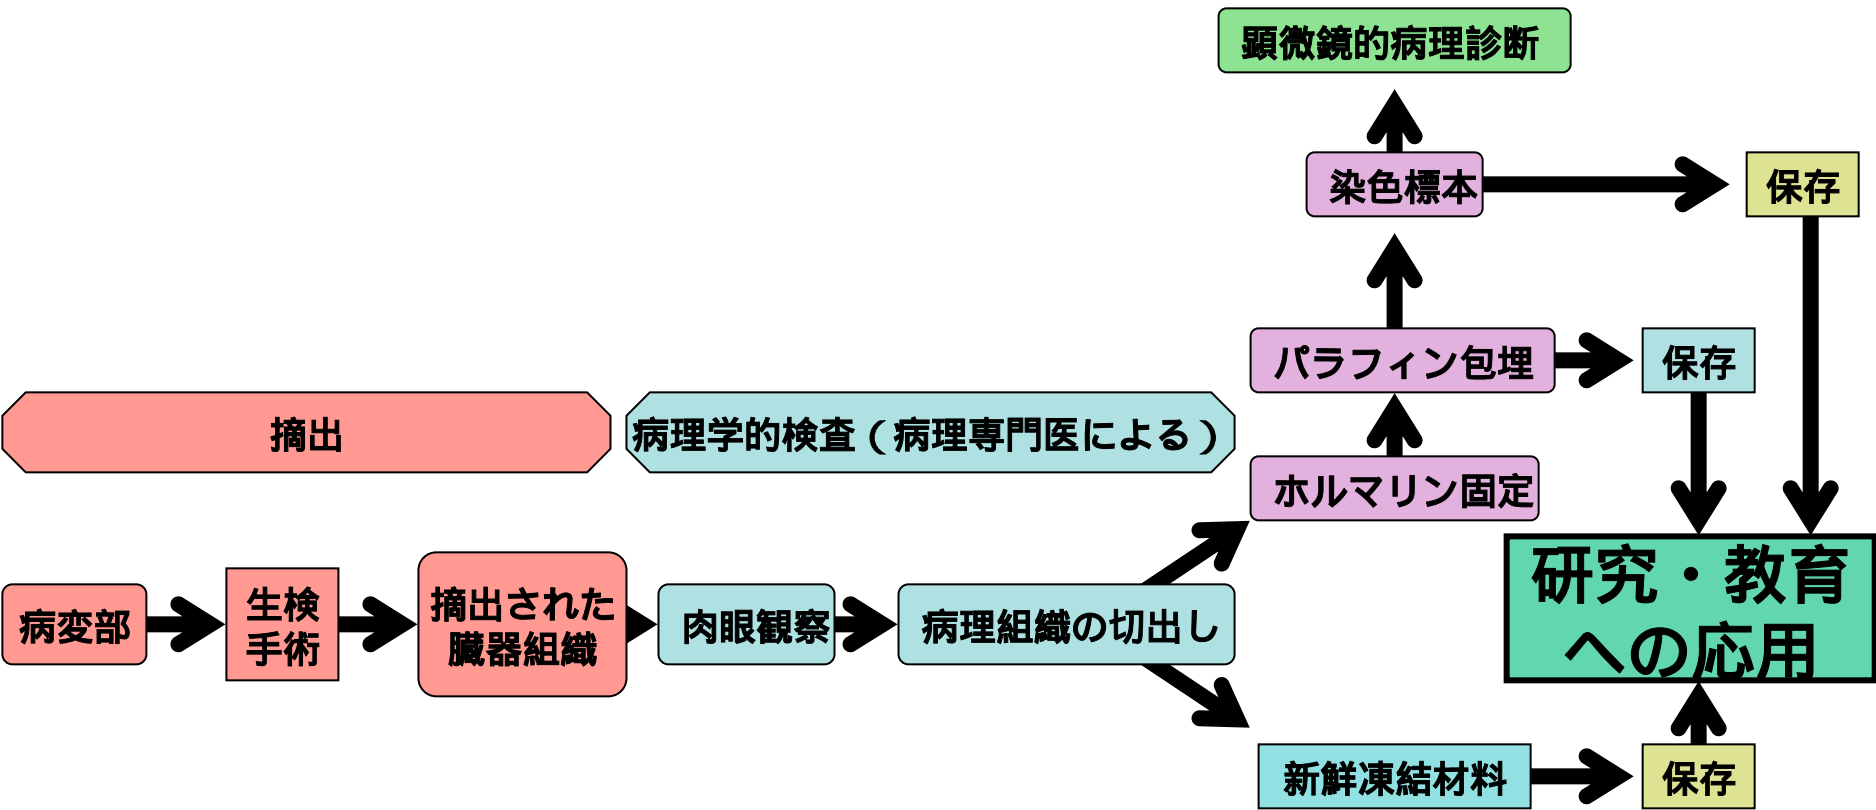 顕微鏡的病理診断
染色標本
保存
パラフィン包埋
保存
摘出
病理学的検査（病理専門医による）
ホルマリン固定
病変部
生検
手術
摘出された
臓器組織
肉眼観察
病理組織の切出し
研究・教育
への応用
新鮮凍結材料
保存